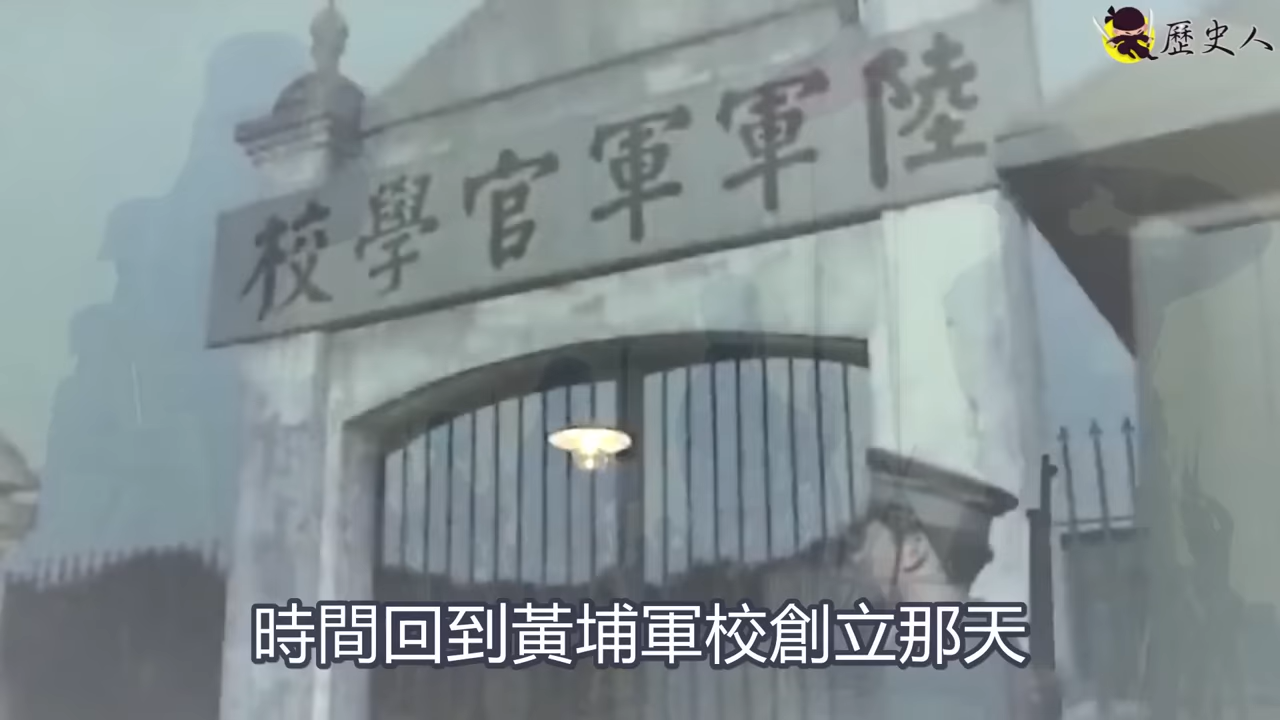 歷史人
陸軍軍官學校
時間回到黃埔軍校創立那天